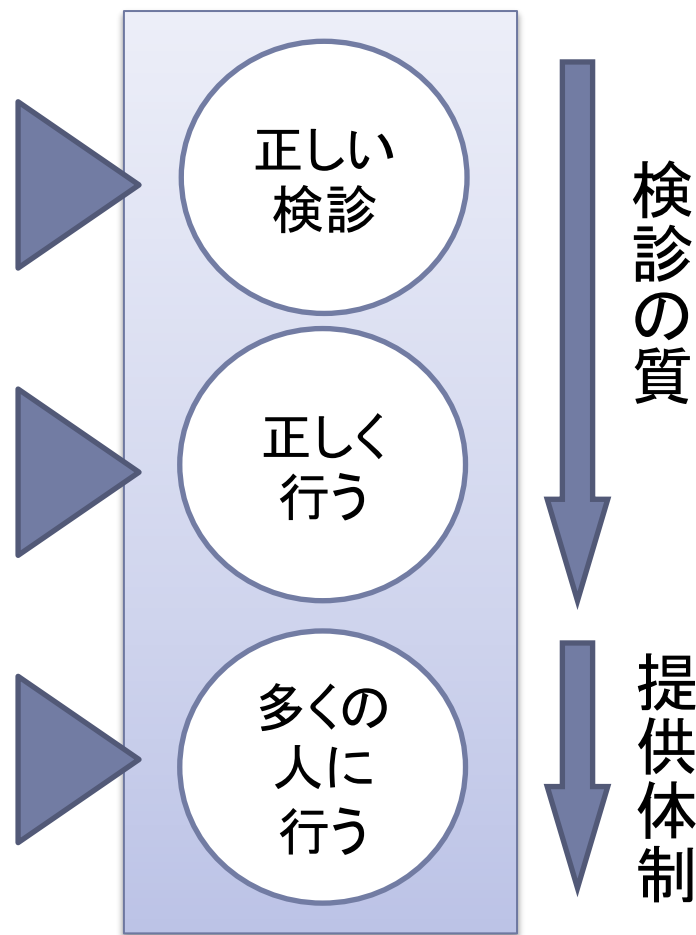 正しい
検診
正しく
行う
多くの
人に
行う
検診の質
提供体制